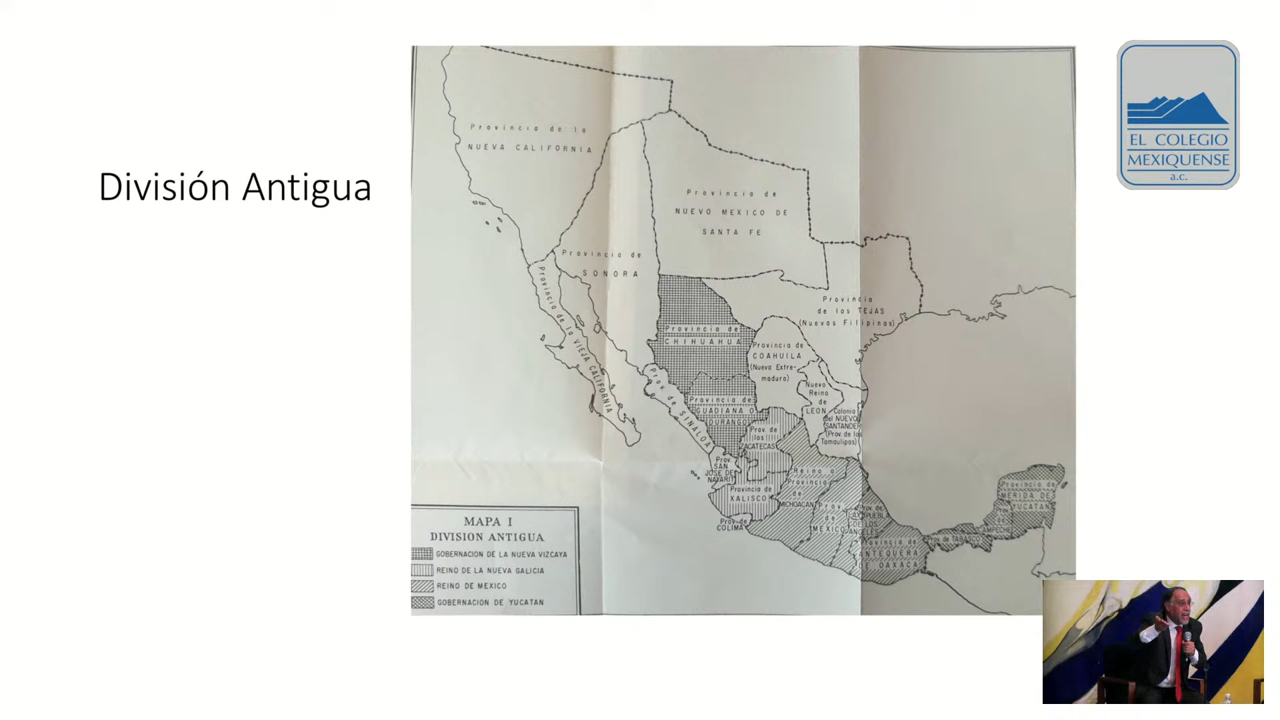 División Antigua
EL COLEGIO
MEXIQUENSE
a.c.
Provincia de la
NUEVA CALIFORNIA
Provincia de
NUEVO MEXICO DE
SANTA FE
Provincia de
SONORA
Provincia de la VIEJA CALIFORNIA
Provincia
de los TEJAS
(Nuevas Filipinas)
Provincia de
CHIHUAHUA
Provincia de
COAHUILA
(Nueva Extre-
maduro)
Prov. de SINALOA
Provincia de
GUADIANA O
DURANGO
Nuevo
Reino
de
LEON
Colonia
del NUEVO
SANTANDER
(Prov. de los
Tamaulipas)
Prov. de
los
ZACATECAS
Prov.
SAN
JOSE DE
NAYARIT
Provincia de
XALISCO
Prov. de
COLIMA
Reino o
Provincia
de
MICHOACAN
Prov.
MEXICO
Prov. de
PUEBLA
DE LOS
ANGELES
Provincia de
ANTEQUERA
DE OAXACA
Prov. de TABASCO
Prov.
de
CAMPECHE
Provincia de
MERIDA DE
YUCATAN
MAPA I
DIVISION ANTIGUA
GOBERNACION DE LA NUEVA VIZCAYA
REINO DE LA NUEVA GALICIA
REINO DE MEXICO
GOBERNACION DE YUCATAN